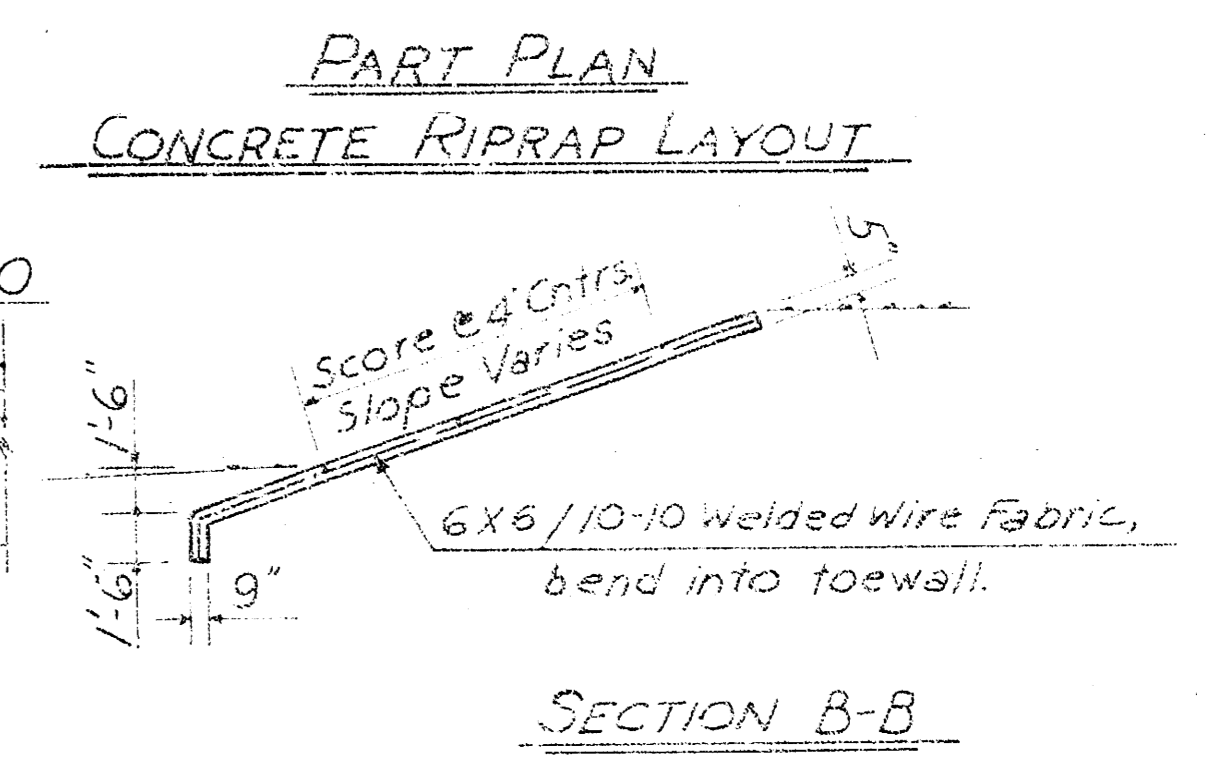 PART PLAN
CONCRETE RIPRAP LAYOUT
O
5"
Score @ 4' Cntrs.
Slope Varies
1'-6"
6X6/10-10 Welded Wire Fabric,
bend into toewall.
1'-6"
9"
SECTION B-B